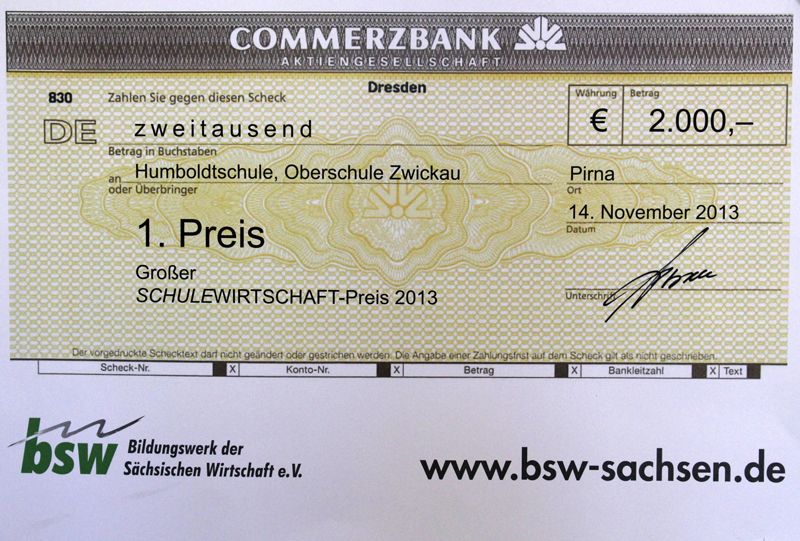 COMMERZBANK
AKTIENGESELLSCHAFT
Dresden
830 Zahlen Sie gegen diesen Scheck
Währung Betrag
DE zweitausend € 2.000,–
Betrag in Buchstaben
an Humboldtschule, Oberschule Zwickau Pirna
oder Überbringer Ort
14. November 2013
Datum
1. Preis
Großer
SCHULEWIRTSCHAFT-Preis 2013
Unterschrift
Der vorgedruckte Schecktext darf nicht geändert oder gestrichen werden. Die Angabe einer Zahlungsfrist auf dem Scheck gilt als nicht geschrieben.
Scheck-Nr. X Konto-Nr. X Betrag X Bankleitzahl X Text
bsw Bildungswerk der
Sächsischen Wirtschaft e.V.
www.bsw-sachsen.de